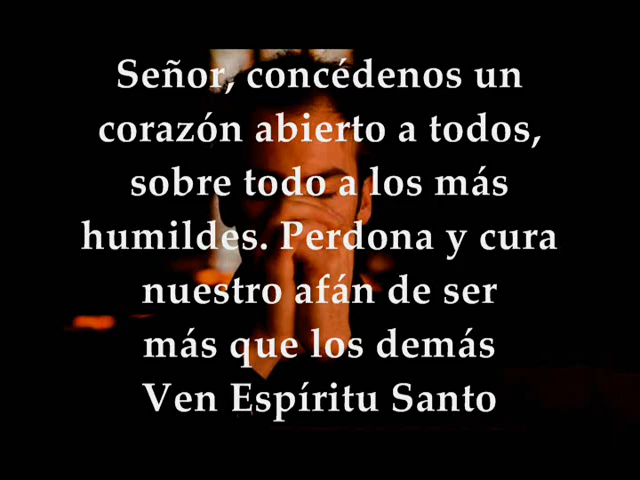 Señor, concédenos un
corazón abierto a todos,
sobre todo a los más
humildes. Perdona y cura
nuestro afán de ser
más que los demás
Ven Espíritu Santo